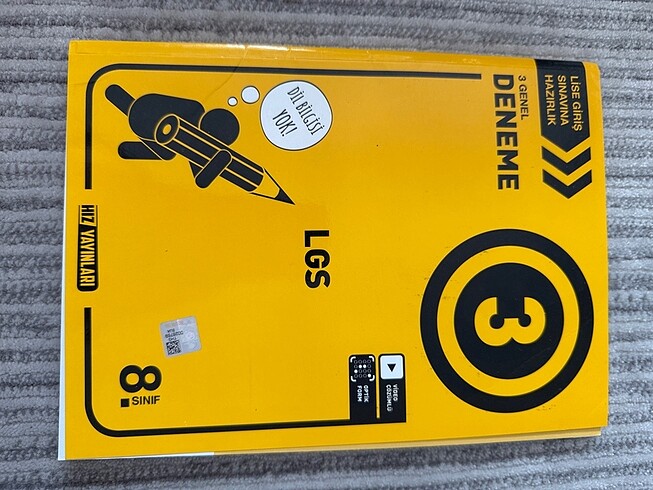 LİSE GİRİŞ
SINAVINA
HAZIRLIK
3 GENEL
DENEME
3
DİLBİLGİSİ
YOK!
LGS
VİDEO
ÇÖZÜMLÜ
OPTİK
FORM
HIZ YAYINLARI
8.
SINIF